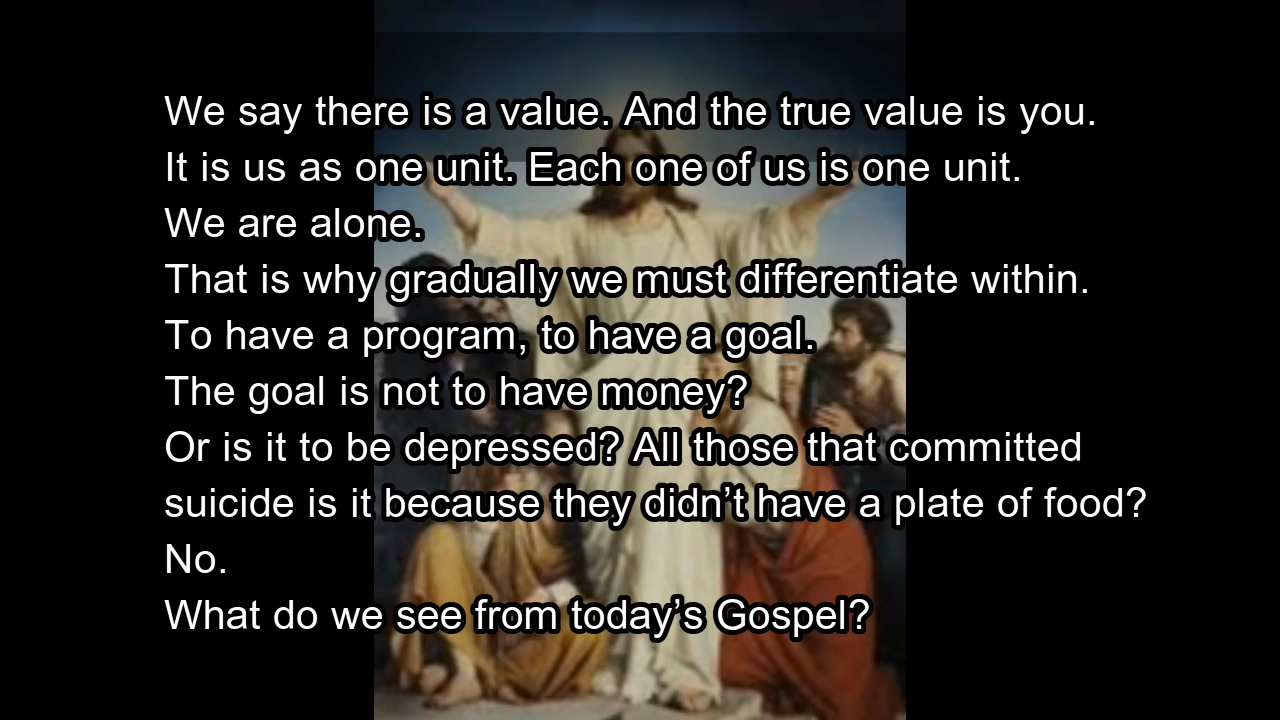 We say there is a value. And the true value is you.
It is us as one unit. Each one of us is one unit.
We are alone.
That is why gradually we must differentiate within.
To have a program, to have a goal.
The goal is not to have money?
Or is it to be depressed? All those that committed
suicide is it because they didn’t have a plate of food?
No.
What do we see from today’s Gospel?